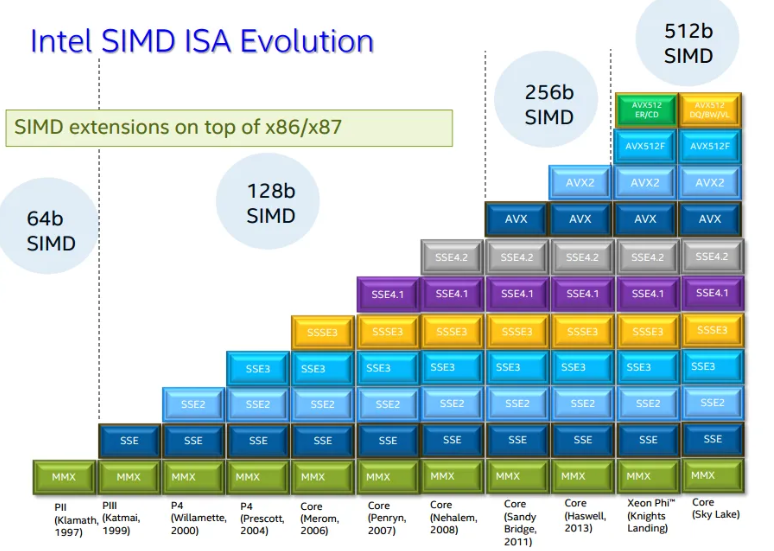 Intel SIMD ISA Evolution
512b
SIMD
256b
SIMD
SIMD extensions on top of x86/x87
128b
SIMD
64b
SIMD
AVX512
ER/CD
AVX512
DQ/BW/VL
AVX512F AVX512F
AVX2 AVX2 AVX2
AVX AVX AVX AVX
SSE4.2 SSE4.2 SSE4.2 SSE4.2 SSE4.2
SSE4.1 SSE4.1 SSE4.1 SSE4.1 SSE4.1 SSE4.1
SSSE3 SSSE3 SSSE3 SSSE3 SSSE3 SSSE3 SSSE3
SSE3 SSE3 SSE3 SSE3 SSE3 SSE3 SSE3 SSE3
SSE2 SSE2 SSE2 SSE2 SSE2 SSE2 SSE2 SSE2 SSE2
SSE SSE SSE SSE SSE SSE SSE SSE SSE SSE
MMX MMX MMX MMX MMX MMX MMX MMX MMX MMX MMX
PII
(Klamath,
1997)
PIII
(Katmai,
1999)
P4
(Willamette,
2000)
P4
(Prescott,
2004)
Core
(Merom,
2006)
Core
(Penryn,
2007)
Core
(Nehalem,
2008)
Core
(Sandy
Bridge,
2011)
Core
(Haswell,
2013)
Xeon Phi™
(Knights
Landing)
Core
(Sky Lake)